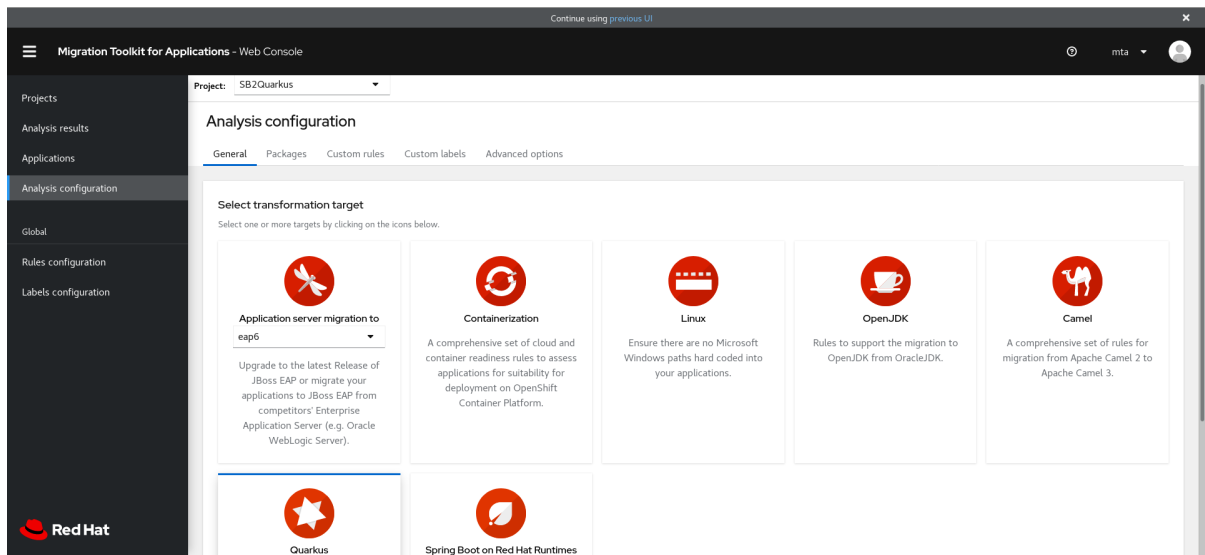 Continue using previous UI
Migration Toolkit for Applications - Web Console
mta
Projects
Analysis results
Applications
Analysis configuration
Global
Rules configuration
Labels configuration
Red Hat
Project: SB2Quarkus
Analysis configuration
General Packages Custom rules Custom labels Advanced options
Select transformation target
Select one or more targets by clicking on the icons below.
Application server migration to
eap6
Upgrade to the latest Release of
JBoss EAP or migrate your
applications to JBoss EAP from
competitors' Enterprise
Application Server (e.g. Oracle
WebLogic Server).
Containerization
A comprehensive set of cloud and
container readiness rules to assess
applications for suitability for
deployment on OpenShift
Container Platform.
Linux
Ensure there are no Microsoft
Windows paths hard coded into
your applications.
OpenJDK
Rules to support the migration to
OpenJDK from OracleJDK.
Camel
A comprehensive set of rules for
migration from Apache Camel 2 to
Apache Camel 3.
Quarkus
Spring Boot on Red Hat Runtimes